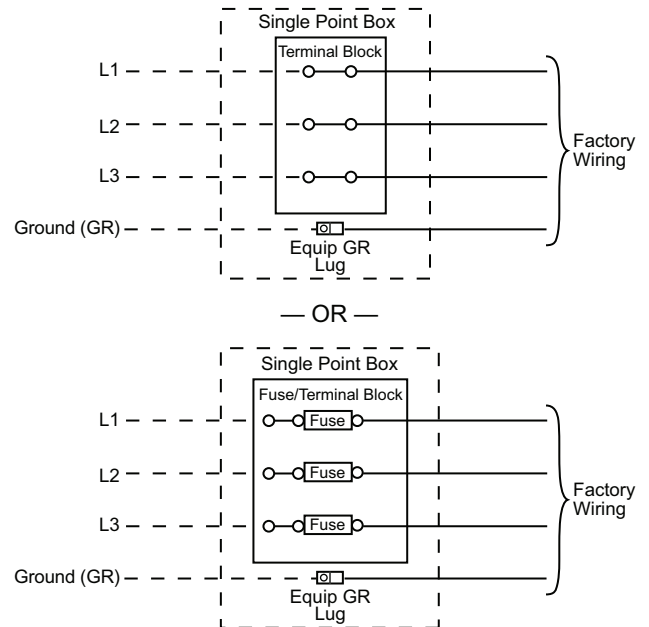 Single Point Box
Terminal Block
L1
L2
L3
Ground (GR)
Equip GR
Lug
Factory
Wiring
— OR —
Single Point Box
Fuse/Terminal Block
L1
Fuse
L2
Fuse
L3
Fuse
Ground (GR)
Equip GR
Lug
Factory
Wiring